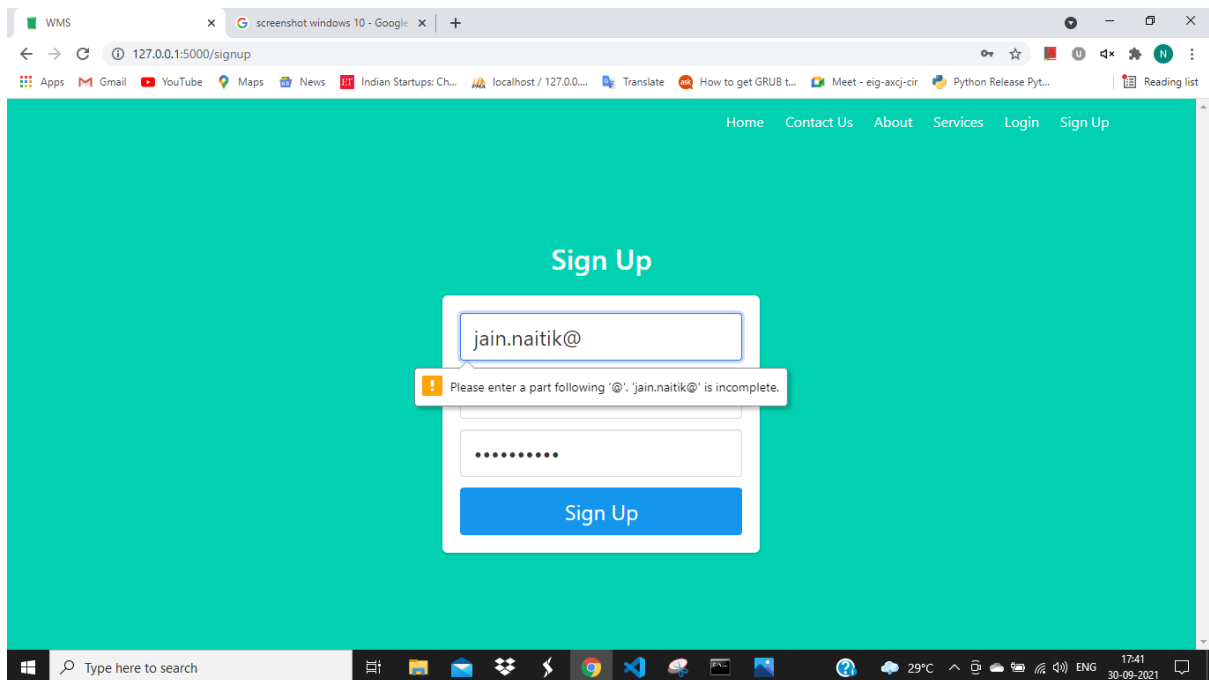 WMS
screenshot windows 10 - Google
127.0.0.1:5000/signup
N
Apps Gmail YouTube Maps News Indian Startups: Ch... localhost / 127.0.0.... Translate How to get GRUB t... Meet - eig-axcj-cir Python Release Pyt... Reading list
Home Contact Us About Services Login Sign Up
Sign Up
jain.naitik@
Please enter a part following '@'. 'jain.naitik@' is incomplete.
Sign Up
Type here to search
29°C ENG 17:41
30-09-2021